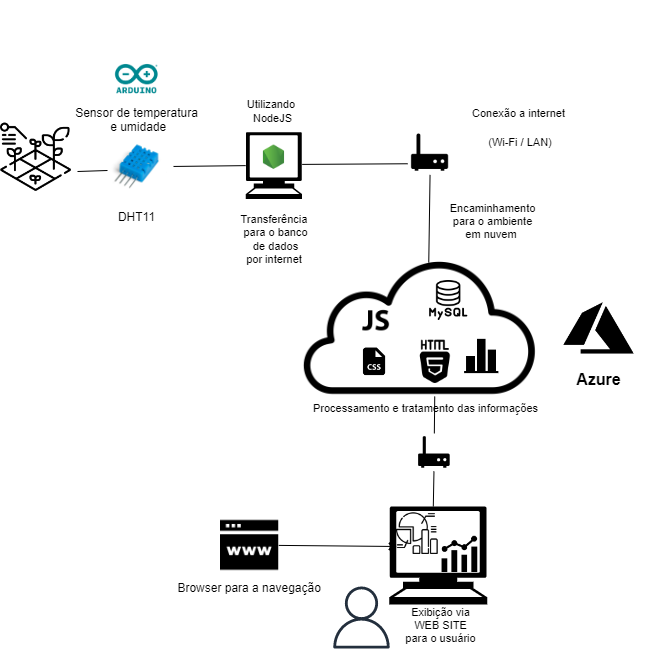 ARDUINO
Sensor de temperatura
e umidade
DHT11
Utilizando
NodeJS
Transferência
para o banco
de dados
por internet
Conexão a internet
(Wi-Fi / LAN)
Encaminhamento
para o ambiente
em nuvem
MySQL
JS
CSS
HTML
5
Azure
Processamento e tratamento das informações
www
Browser para a navegação
Exibição via
WEB SITE
para o usuário